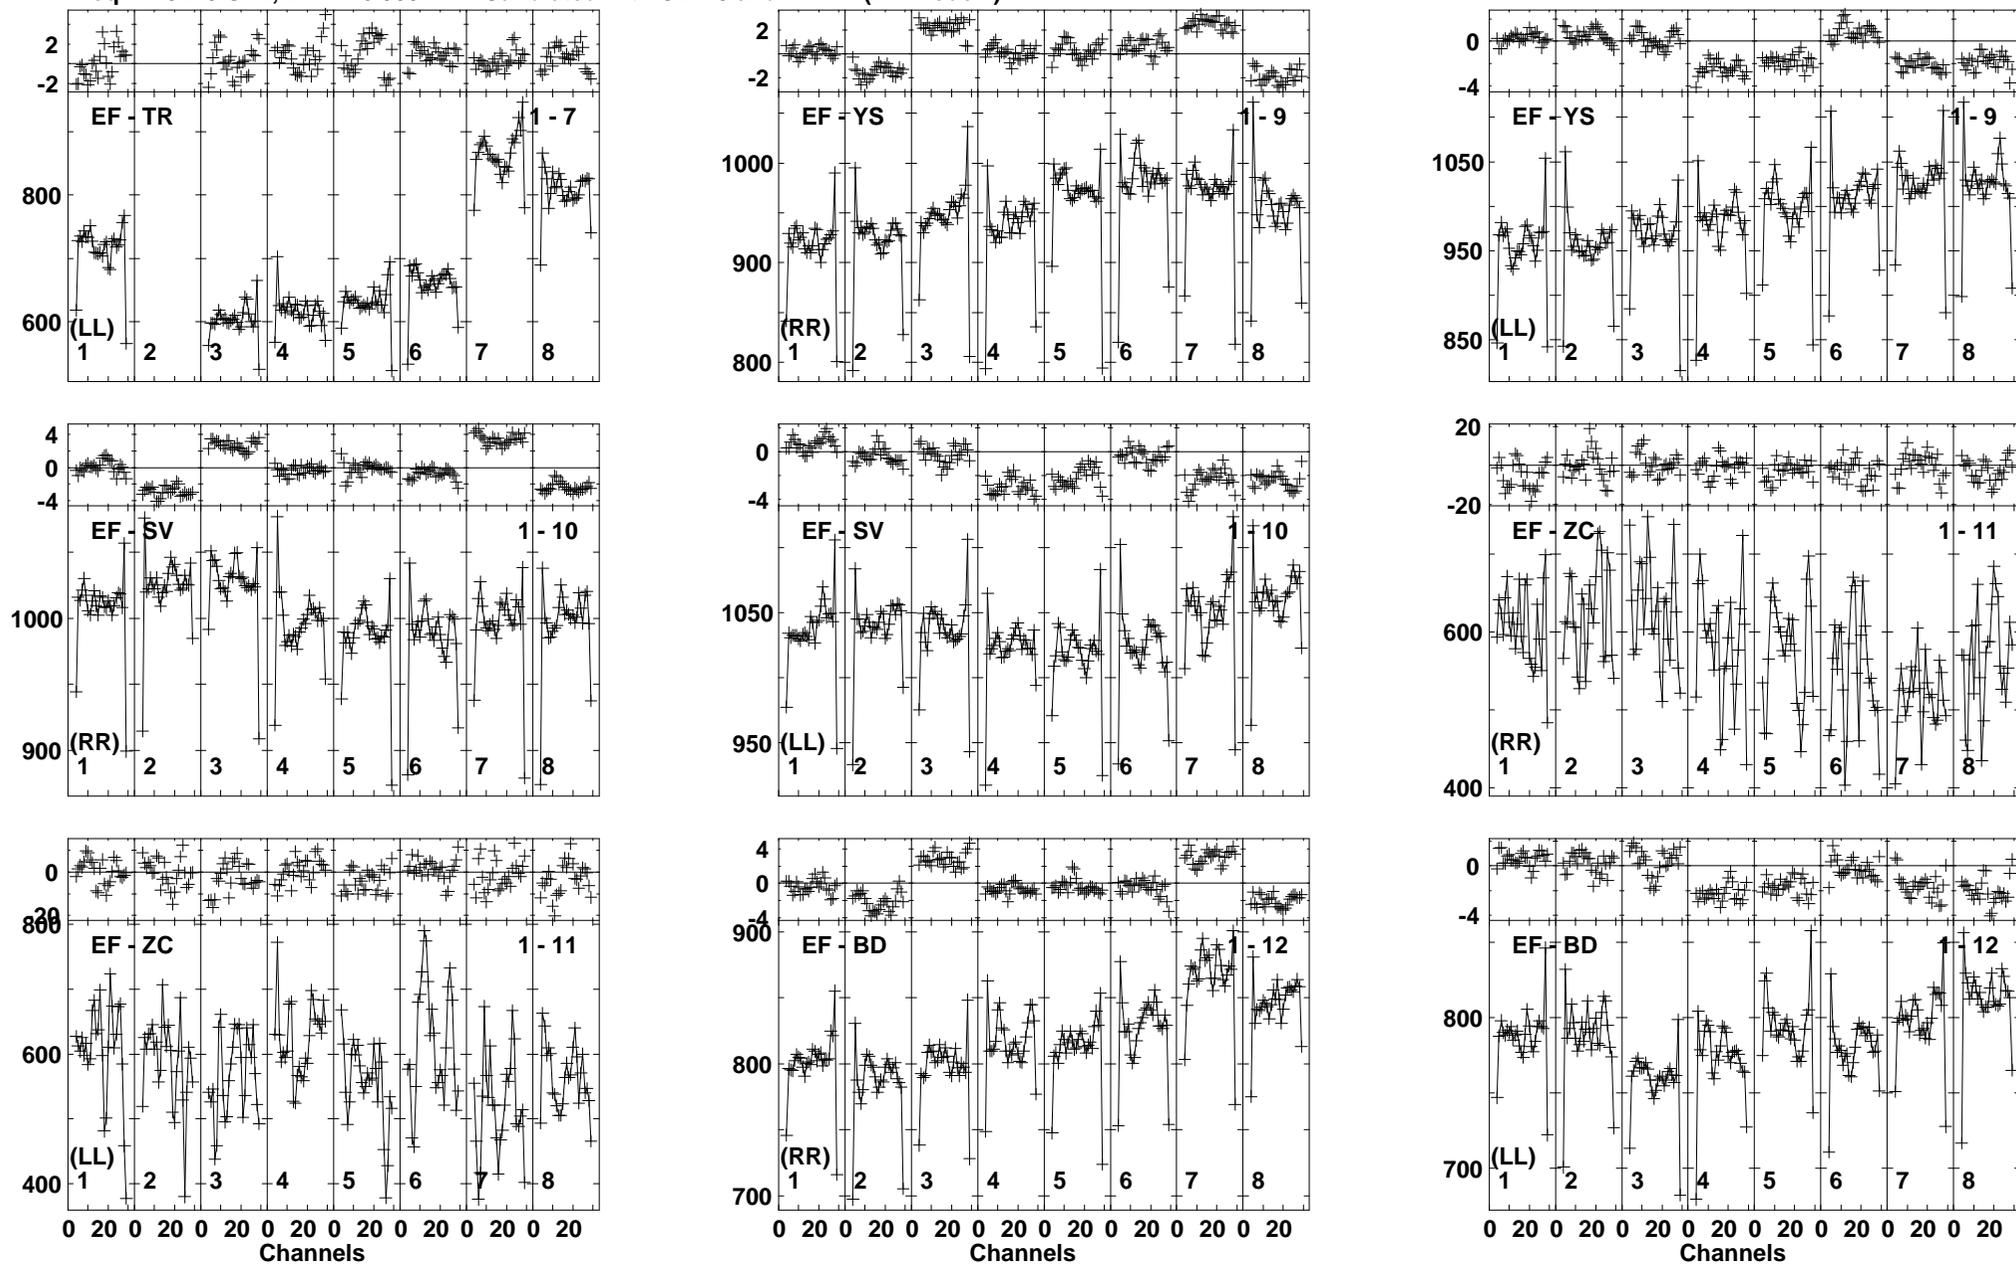 2 2 0
-2 -2 -4
EF - TR 1 - 7 EF - YS 1 - 9 EF - YS 1 - 9
800 1000 1050
900 950
600 (LL) (RR) 800 (LL) 850
1 2 3 4 5 6 7 8 1 2 3 4 5 6 7 8 1 2 3 4 5 6 7 8
4 0 -4 0 -4 20 -20
EF - SV 1 - 10 EF - SV 1 - 10 EF - ZC 1 - 11
1000 1050 600
900 (RR) 950 (LL) (RR) 400
1 2 3 4 5 6 7 8 1 2 3 4 5 6 7 8 1 2 3 4 5 6 7 8
0 4 0 -4 0 -4
800 900
EF - ZC 1 - 11 EF - BD 1 - 12 EF - BD 1 - 12
600 800 800
400 (LL) 700 (RR) 700 (LL)
1 2 3 4 5 6 7 8 1 2 3 4 5 6 7 8 1 2 3 4 5 6 7 8
0 20 0 20 0 20 0 20 0 20 0 20 0 20 0 20 0 20 0 20 0 20 0 20 0 20 0 20 0 20 0 20 0 20 0 20 0 20 0 20 0 20 0 20 0 20 0 20
Channels Channels Channels